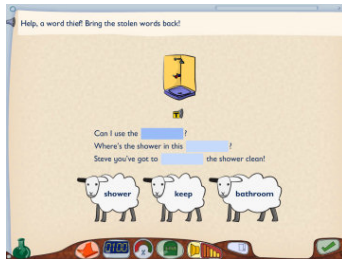 Help, a word thief! Bring the stolen words back!
Can I use the ?
Where's the shower in this ?
Steve you've got to the shower clean!
shower keep bathroom